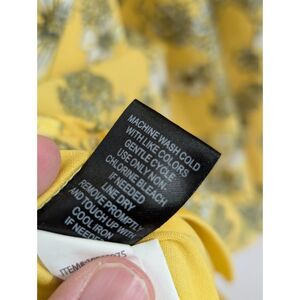 MACHINE WASH COLD
WITH LIKE COLORS
GENTLE CYCLE.
USE ONLY NON.
CHLORINE BLEACH
IF NEEDED
LINE DRY
REMOVE PROMPTLY
AND TOUCH UP WITH
COOL IRON
IF NEEDED